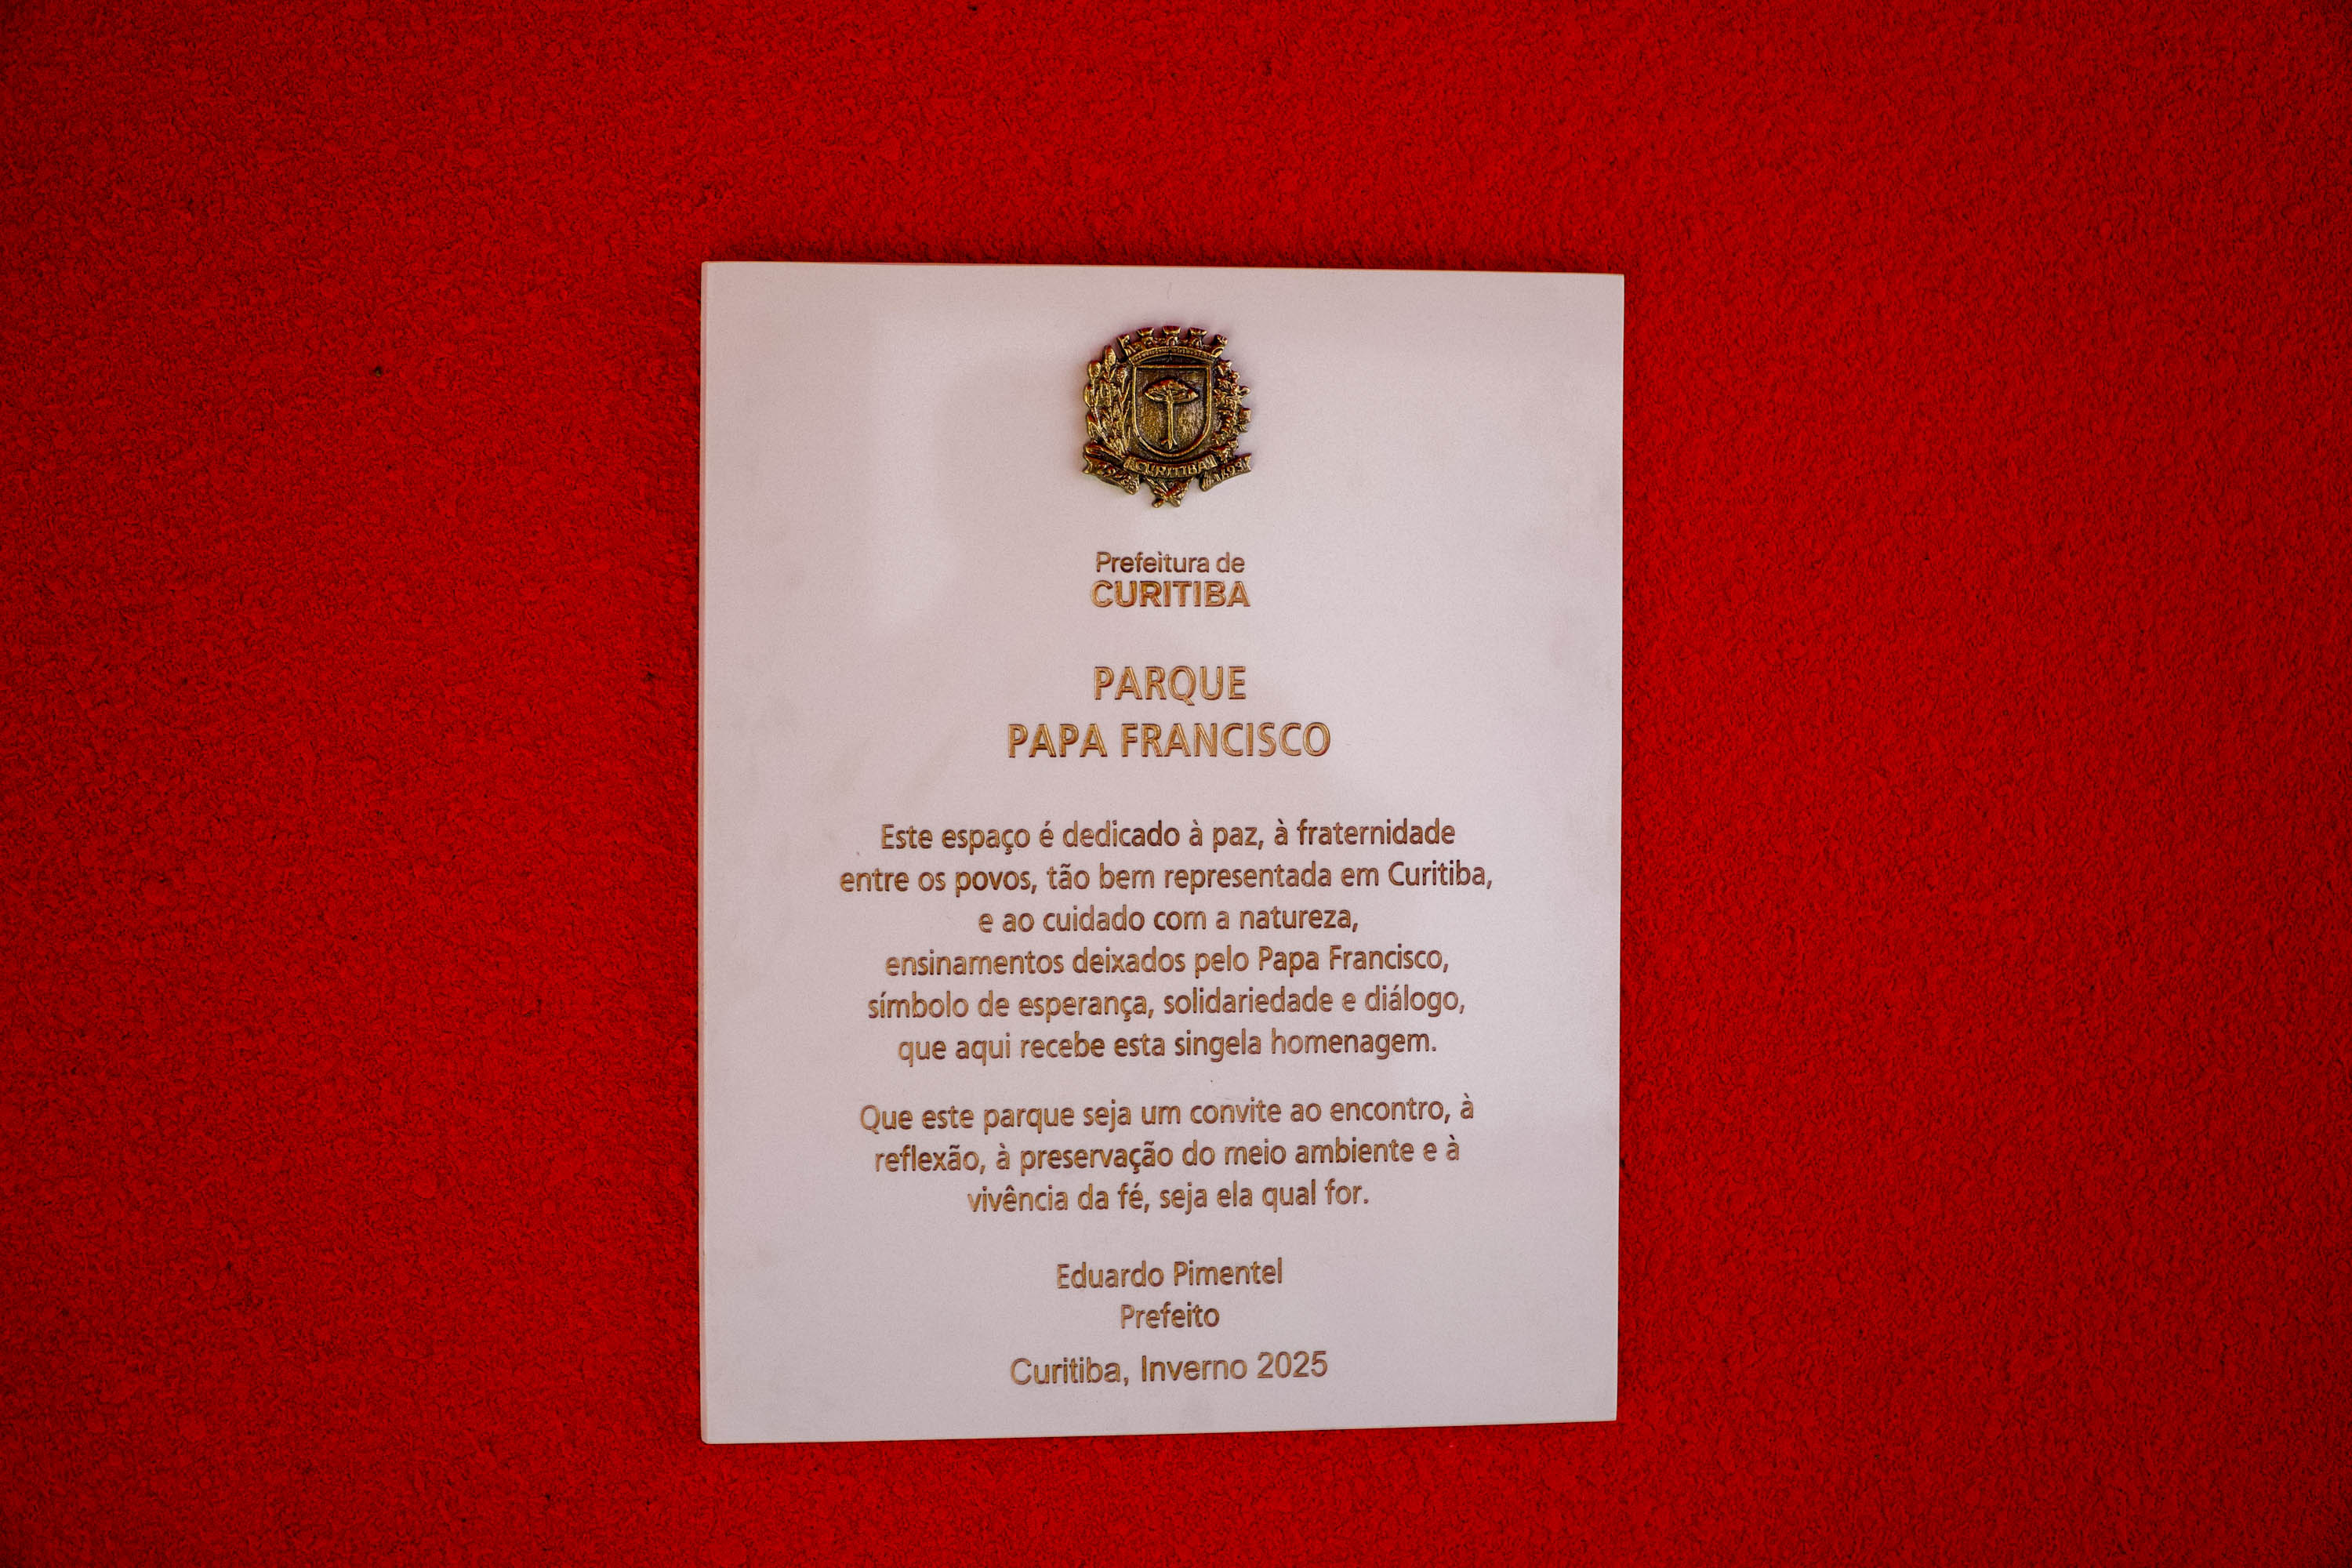 CURITIBA
Prefeitura de
CURITIBA
PARQUE
PAPA FRANCISCO
Este espaço é dedicado à paz, à fraternidade
entre os povos, tão bem representada em Curitiba,
e ao cuidado com a natureza,
ensinamentos deixados pelo Papa Francisco,
símbolo de esperança, solidariedade e diálogo,
que aqui recebe esta singela homenagem.
Que este parque seja um convite ao encontro, à
reflexão, à preservação do meio ambiente e à
vivência da fé, seja ela qual for.
Eduardo Pimentel
Prefeito
Curitiba, Inverno 2025